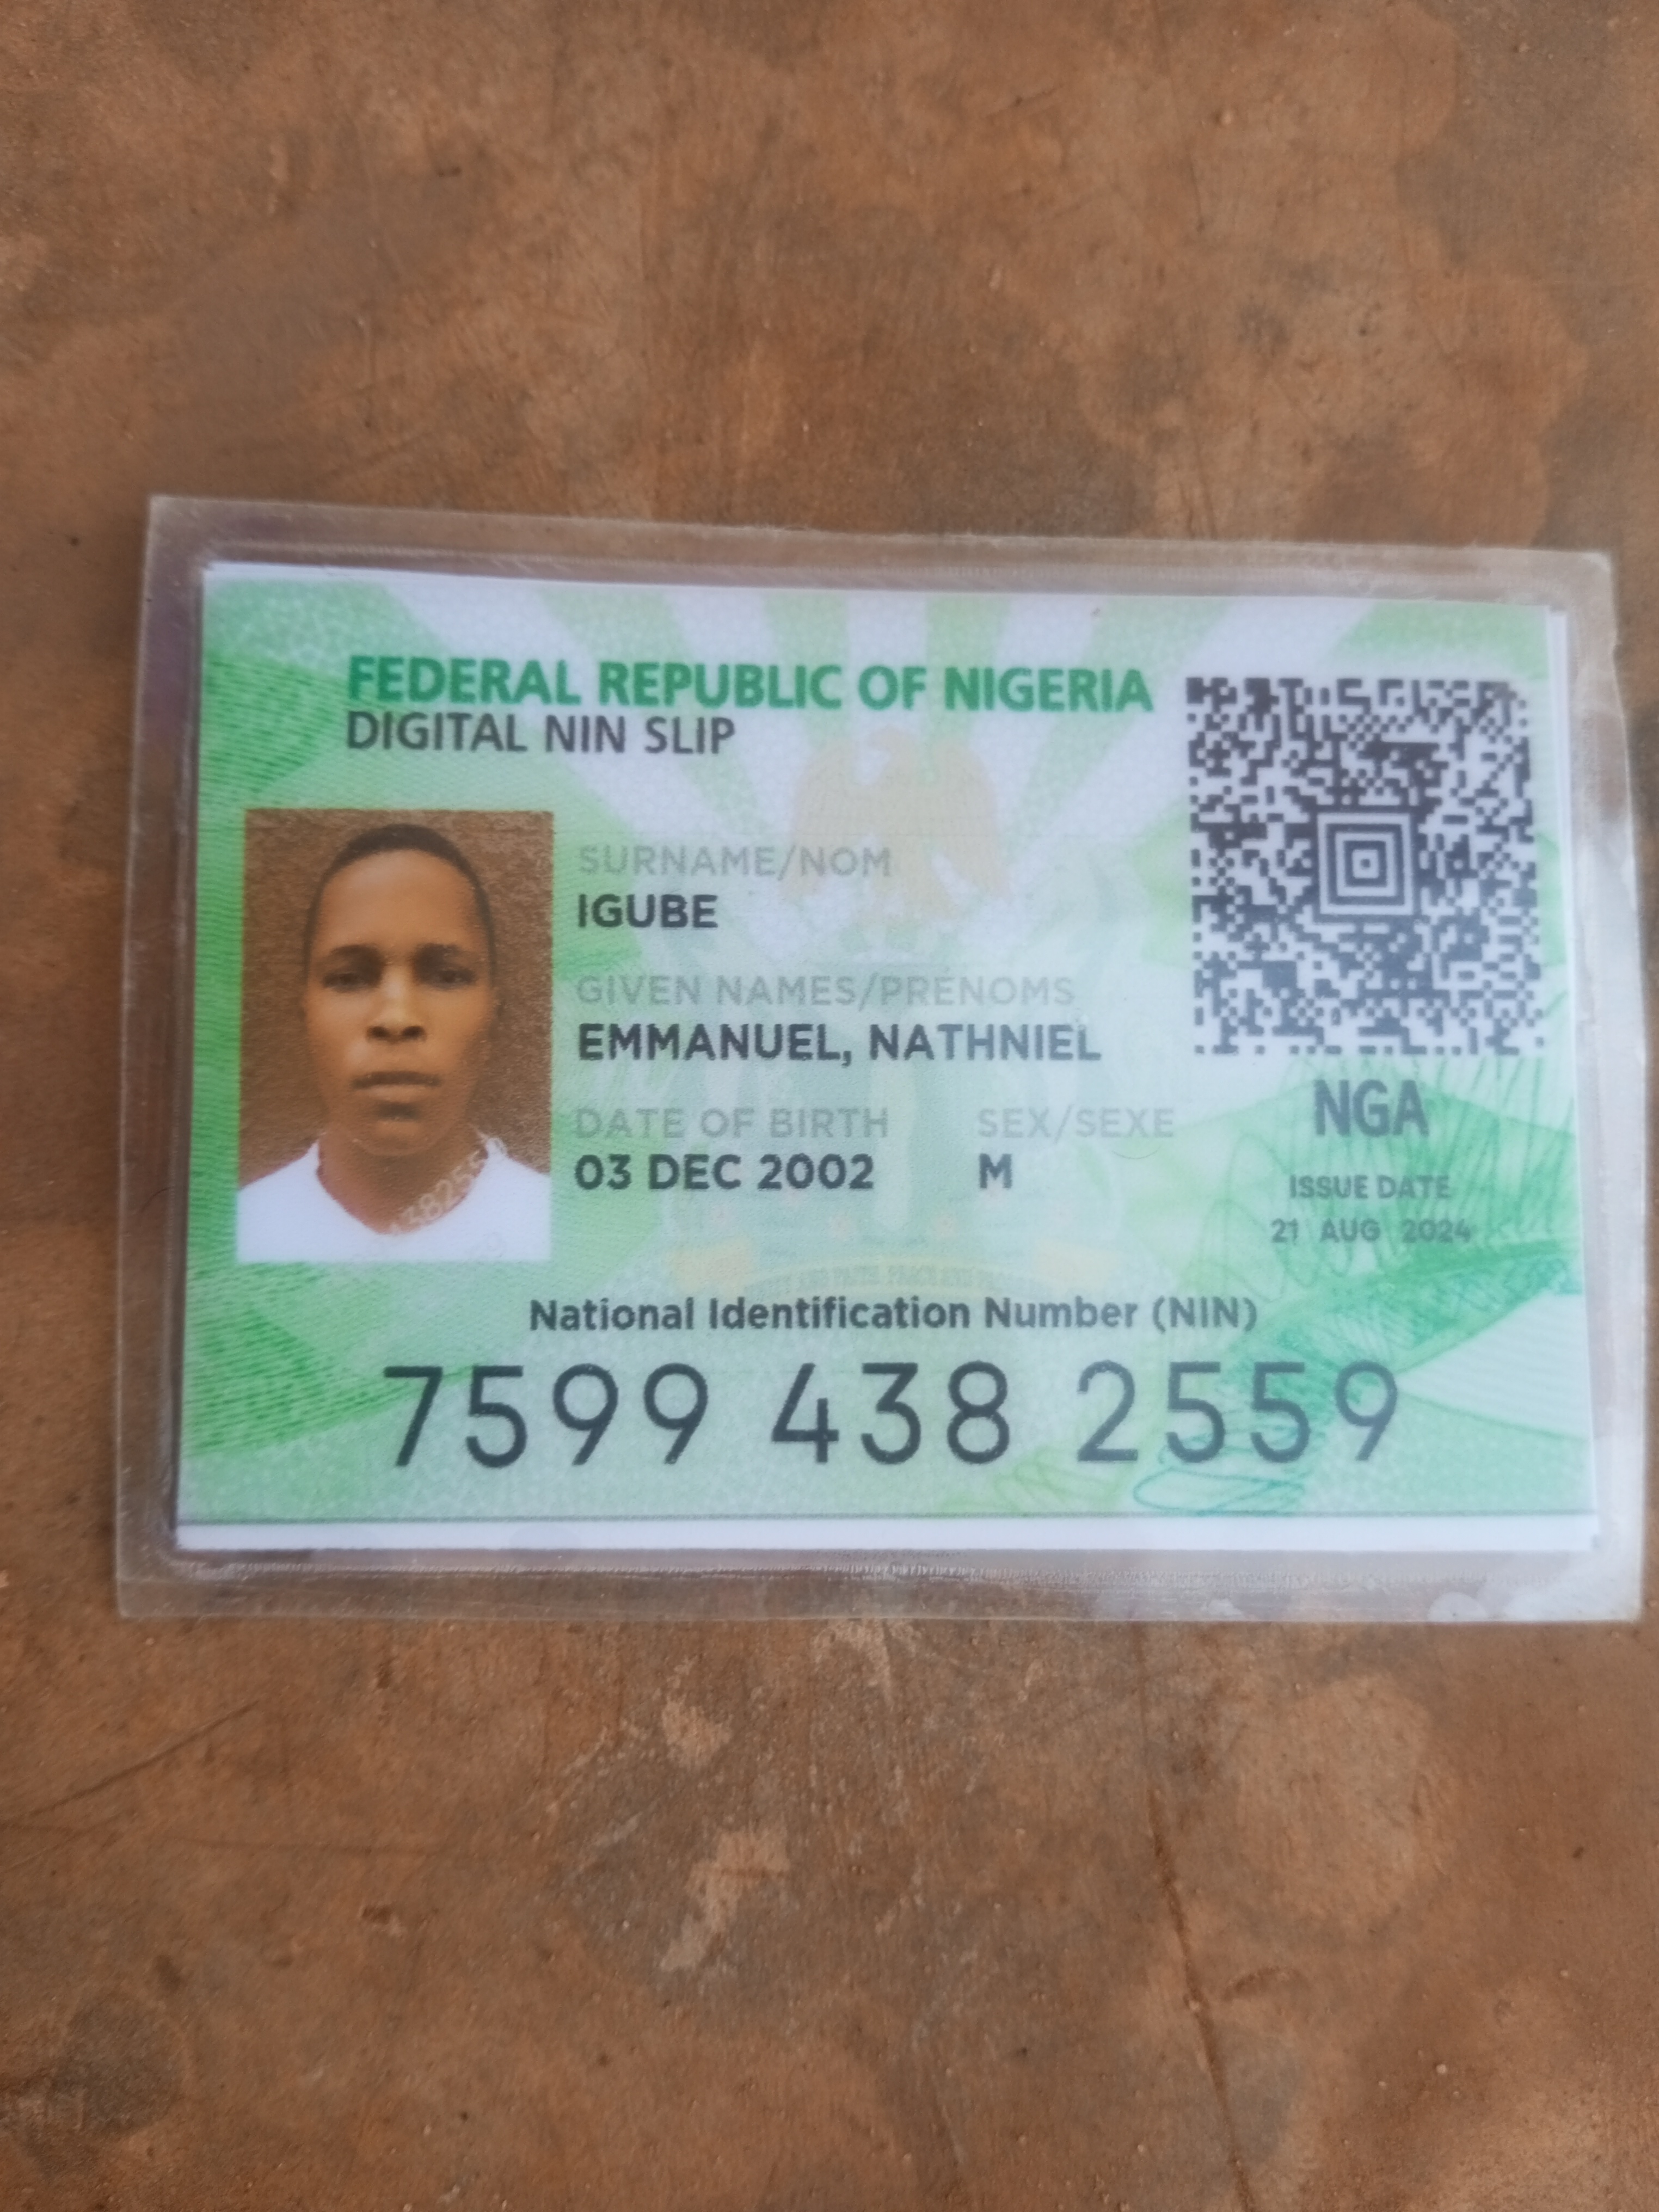 FEDERAL REPUBLIC OF NIGERIA
DIGITAL NIN SLIP
SURNAME/NOM
IGUBE
GIVEN NAMES/PRÉNOMS
EMMANUEL, NATHNIEL
DATE OF BIRTH SEX/SEXE
03 DEC 2002 M
NGA
ISSUE DATE
21 AUG 2024
National Identification Number (NIN)
7599 438 2559